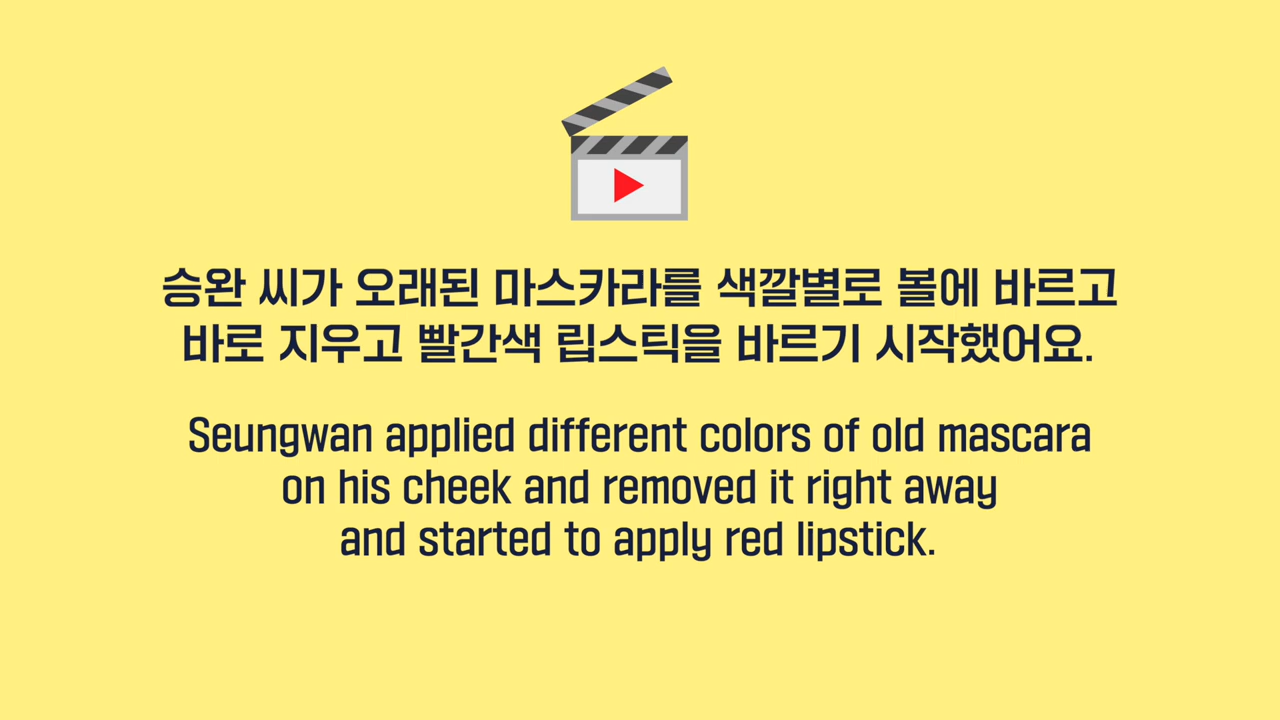 승완 씨가 오래된 마스카라를 색깔별로 볼에 바르고
바로 지우고 빨간색 립스틱을 바르기 시작했어요.
Seungwan applied different colors of old mascara
on his cheek and removed it right away
and started to apply red lipstick.